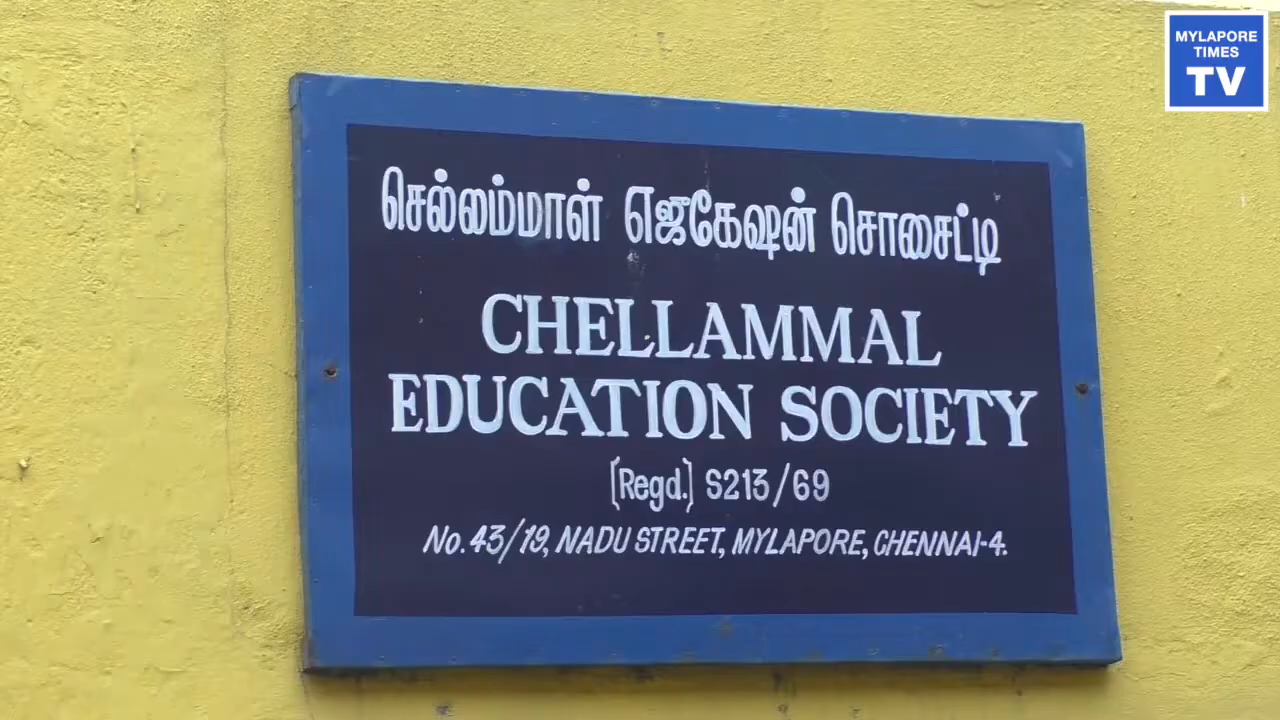 MYLAPORE
TIMES
TV
செல்லம்மாள் எஜூகேஷன் சொசைட்டி
CHELLAMMAL
EDUCATION SOCIETY
(Regd.) S213/69
No. 43/19, NADU STREET, MYLAPORE, CHENNAI-4.